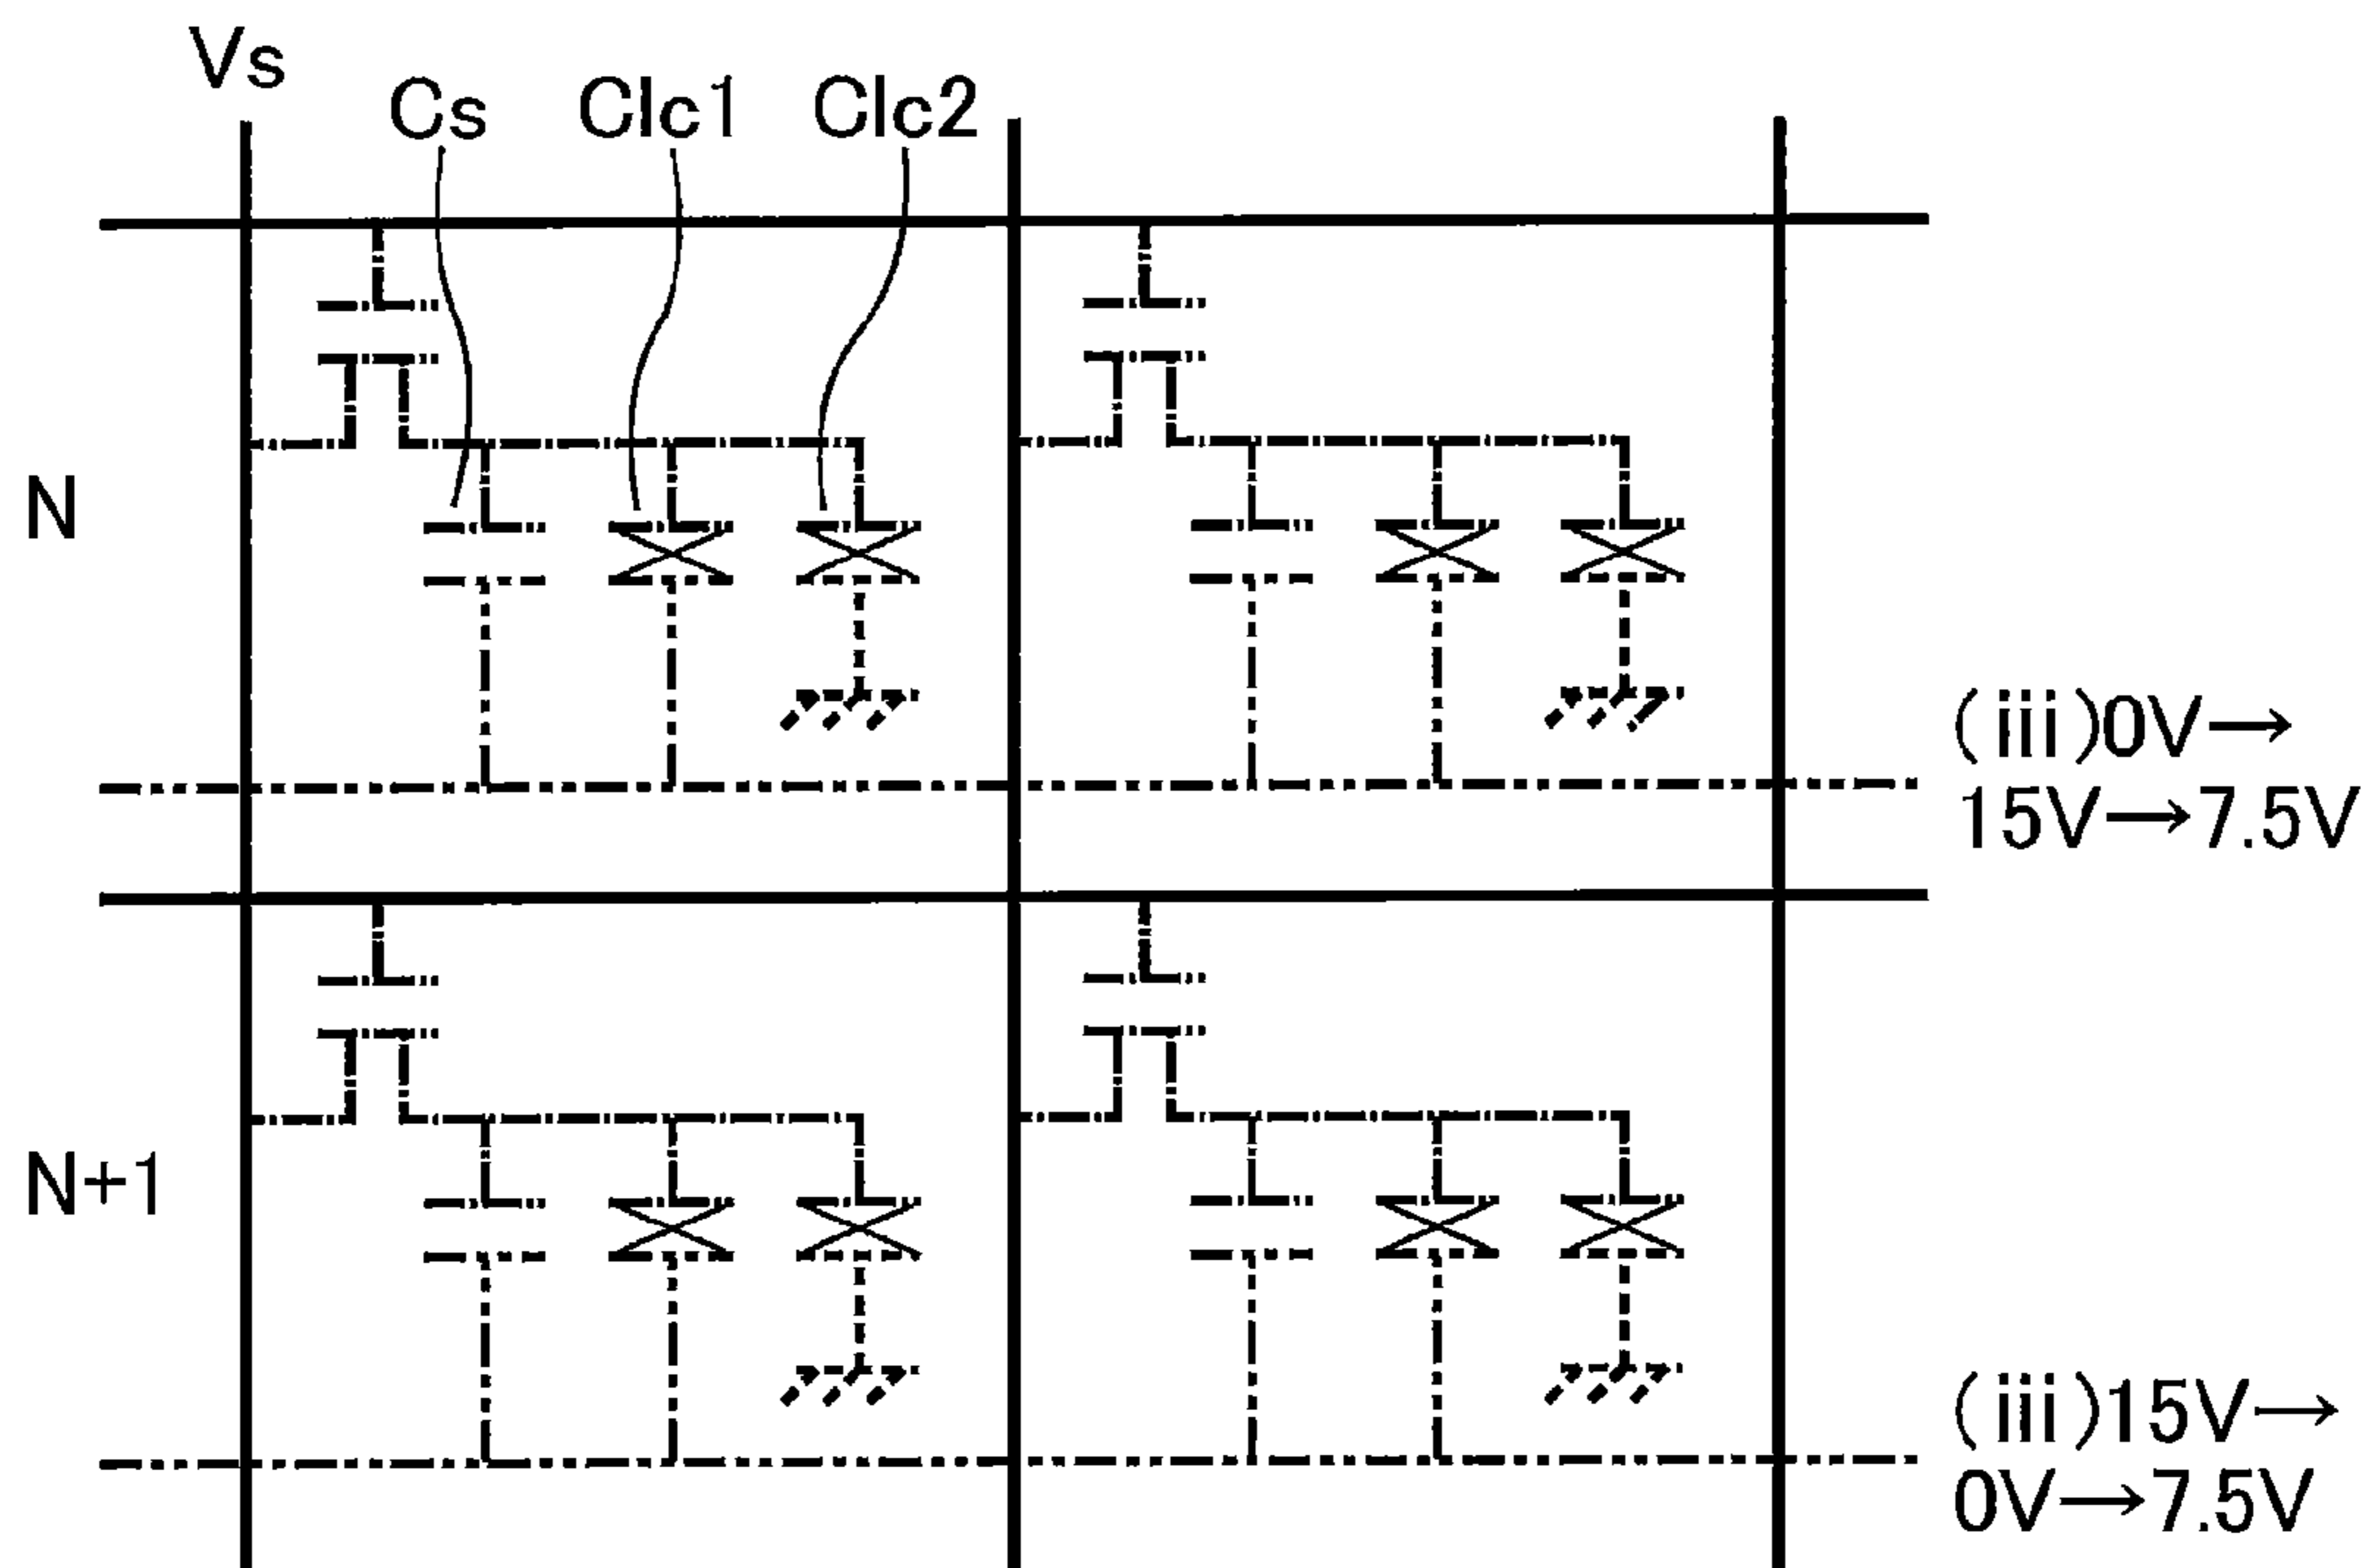 Vs
Cs Clc1 Clc2
N
(iii)0V→
15V→7.5V
N+1
(iii)15V→
0V→7.5V